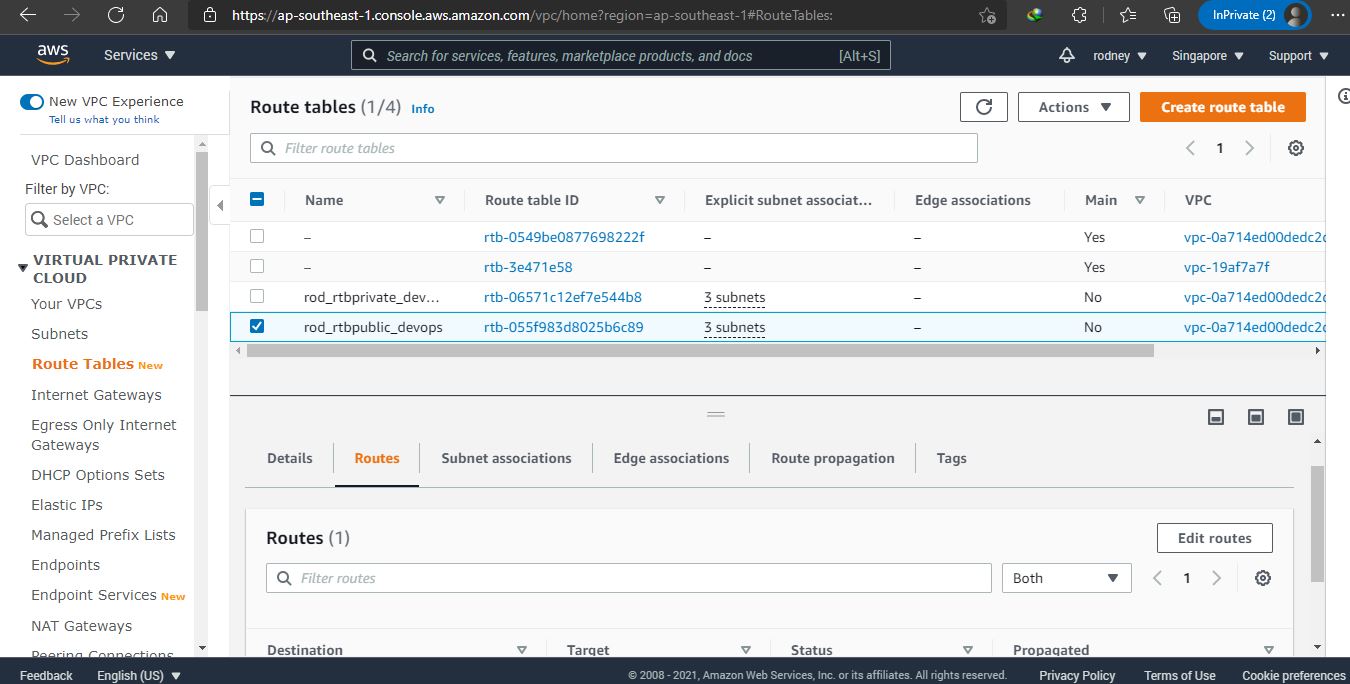 https://ap-southeast-1.console.aws.amazon.com/vpc/home?region=ap-southeast-1#RouteTables:
InPrivate (2)
aws
Services
Search for services, features, marketplace products, and docs [Alt+S]
rodney
Singapore
Support
New VPC Experience
Tell us what you think
VPC Dashboard
Filter by VPC:
Select a VPC
VIRTUAL PRIVATE
CLOUD
Your VPCs
Subnets
Route Tables New
Internet Gateways
Egress Only Internet
Gateways
DHCP Options Sets
Elastic IPs
Managed Prefix Lists
Endpoints
Endpoint Services New
NAT Gateways
Peering Connections
Route tables (1/4) Info
Actions
Create route table
Filter route tables
1
Name Route table ID Explicit subnet associat... Edge associations Main VPC
– rtb-0549be0877698222f – – Yes vpc-0a714ed00dedc2
– rtb-3e471e58 – – Yes vpc-19af7a7f
rod_rtbprivate_dev... rtb-06571c12ef7e544b8 3 subnets – No vpc-0a714ed00dedc2
rod_rtbpublic_devops rtb-055f983d8025b6c89 3 subnets – No vpc-0a714ed00dedc2
Details Routes Subnet associations Edge associations Route propagation Tags
Routes (1)
Edit routes
Filter routes
Both
1
Destination Target Status Propagated
Feedback English (US) © 2008 - 2021, Amazon Web Services, Inc. or its affiliates. All rights reserved. Privacy Policy Terms of Use Cookie preferences